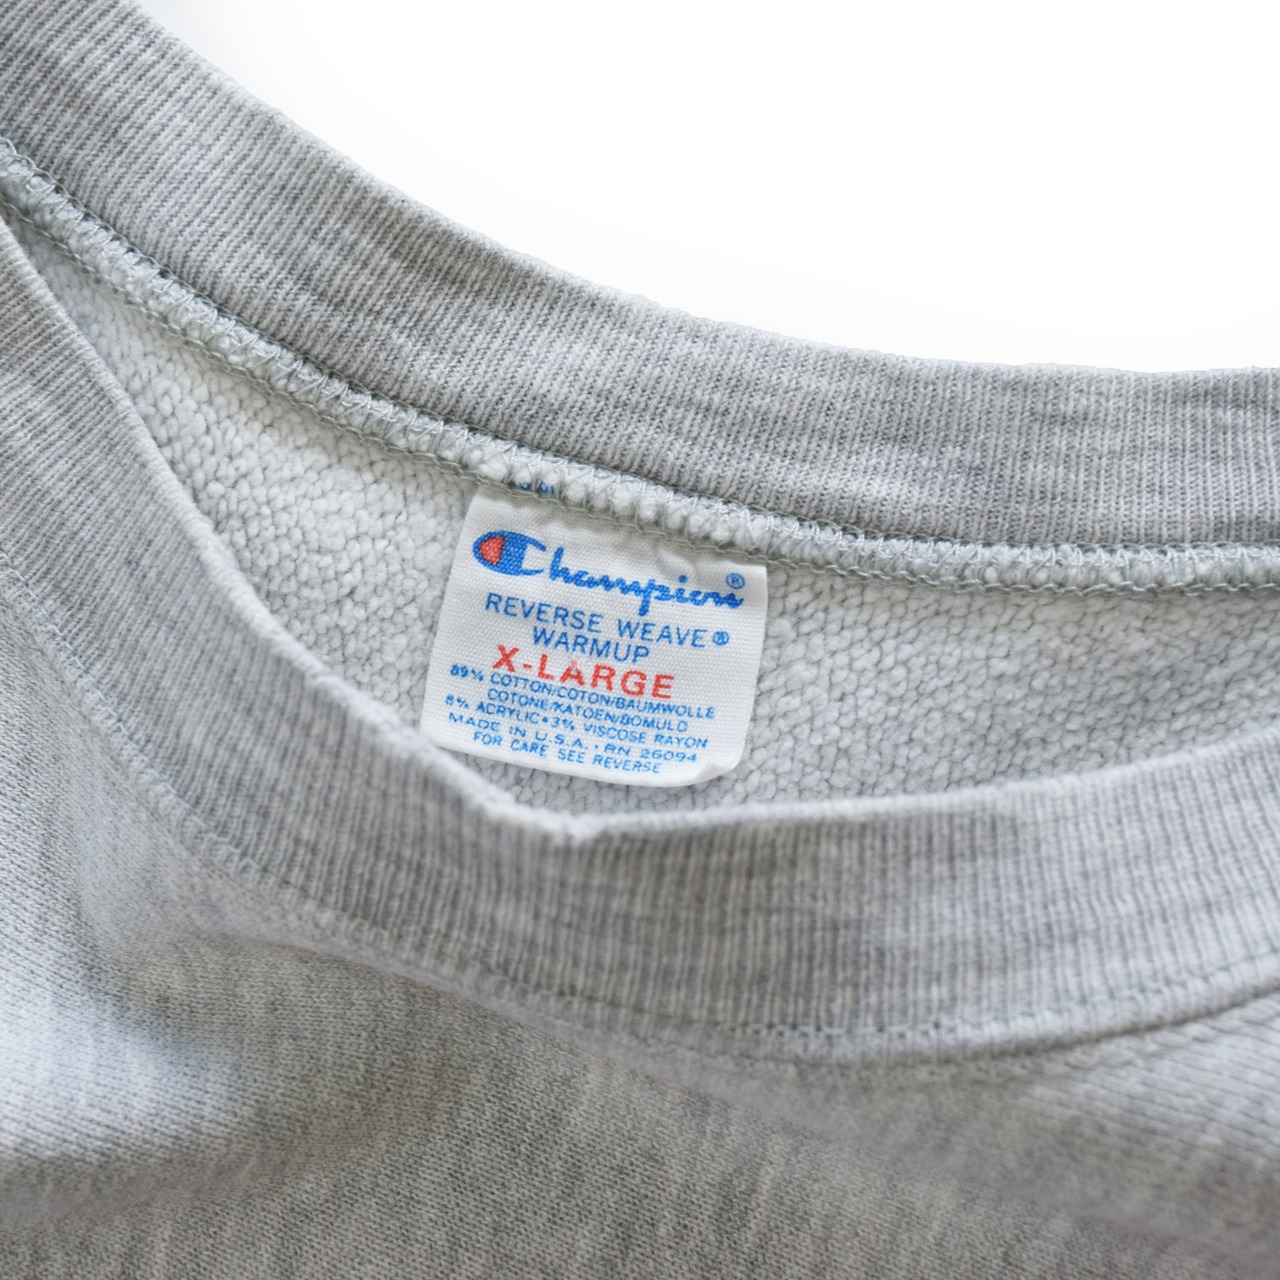 Champion®
REVERSE WEAVE®
WARMUP
X-LARGE
89% COTTON/COTON/BAUMWOLLE
COTONE/KATOEN/BOMULD
8% ACRYLIC•3% VISCOSE RAYON
MADE IN U.S.A. • RN 26094
FOR CARE SEE REVERSE